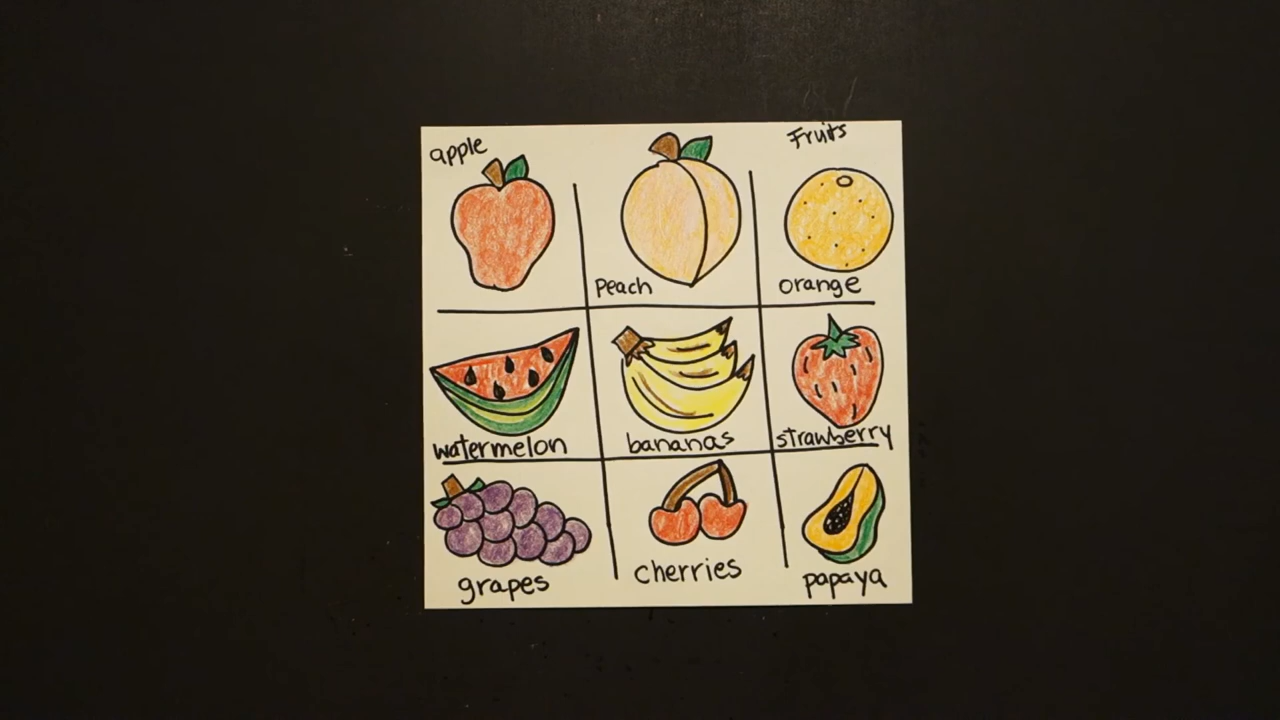 apple
Fruits
Peach
orange
watermelon
bananas
strawberry
grapes
cherries
papaya